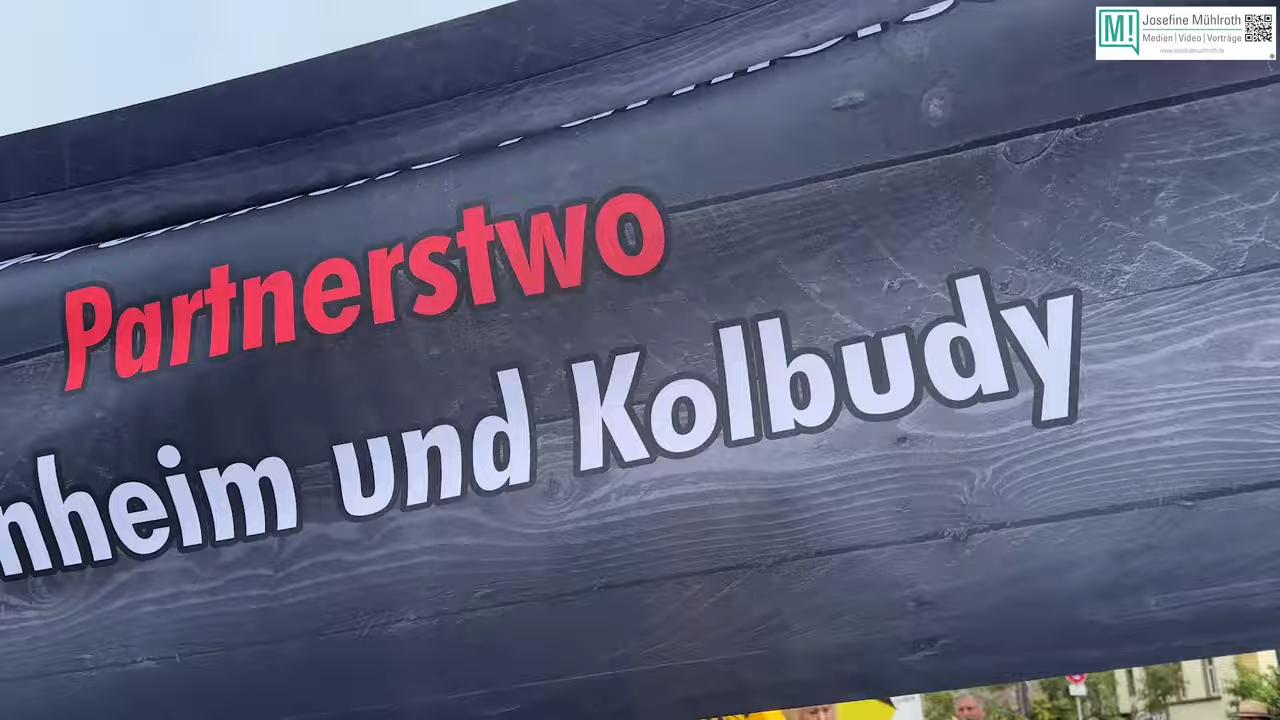 Partnerstwo
nheim und Kolbudy
M! Josefine Mühlroth
Medien | Video | Vorträge